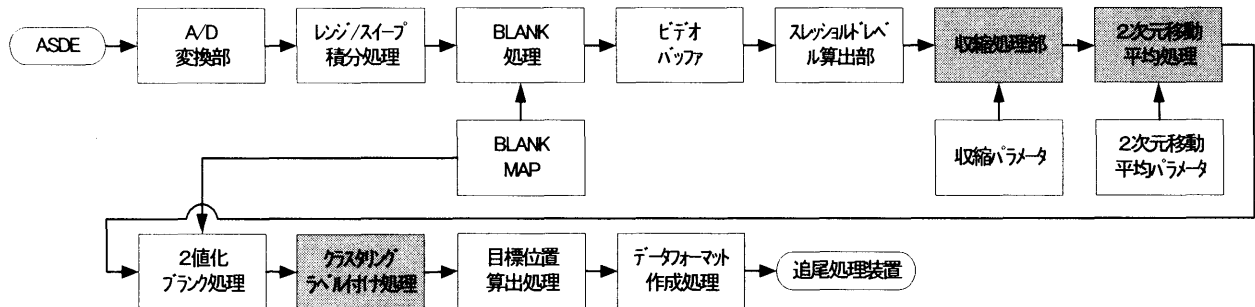 ASDE
A/D
変換部
レンジ/スイープ
積分処理
BLANK
処理
ビデオ
バッファ
スレッショルドレベ
ル算出部
収縮処理部
2次元移動
平均処理
BLANK
MAP
収縮パラメータ
2次元移動
平均パラメータ
2値化
ブランク処理
クラスタリング
ラベル付け処理
目標位置
算出処理
データフォーマット
作成処理
追尾処理装置